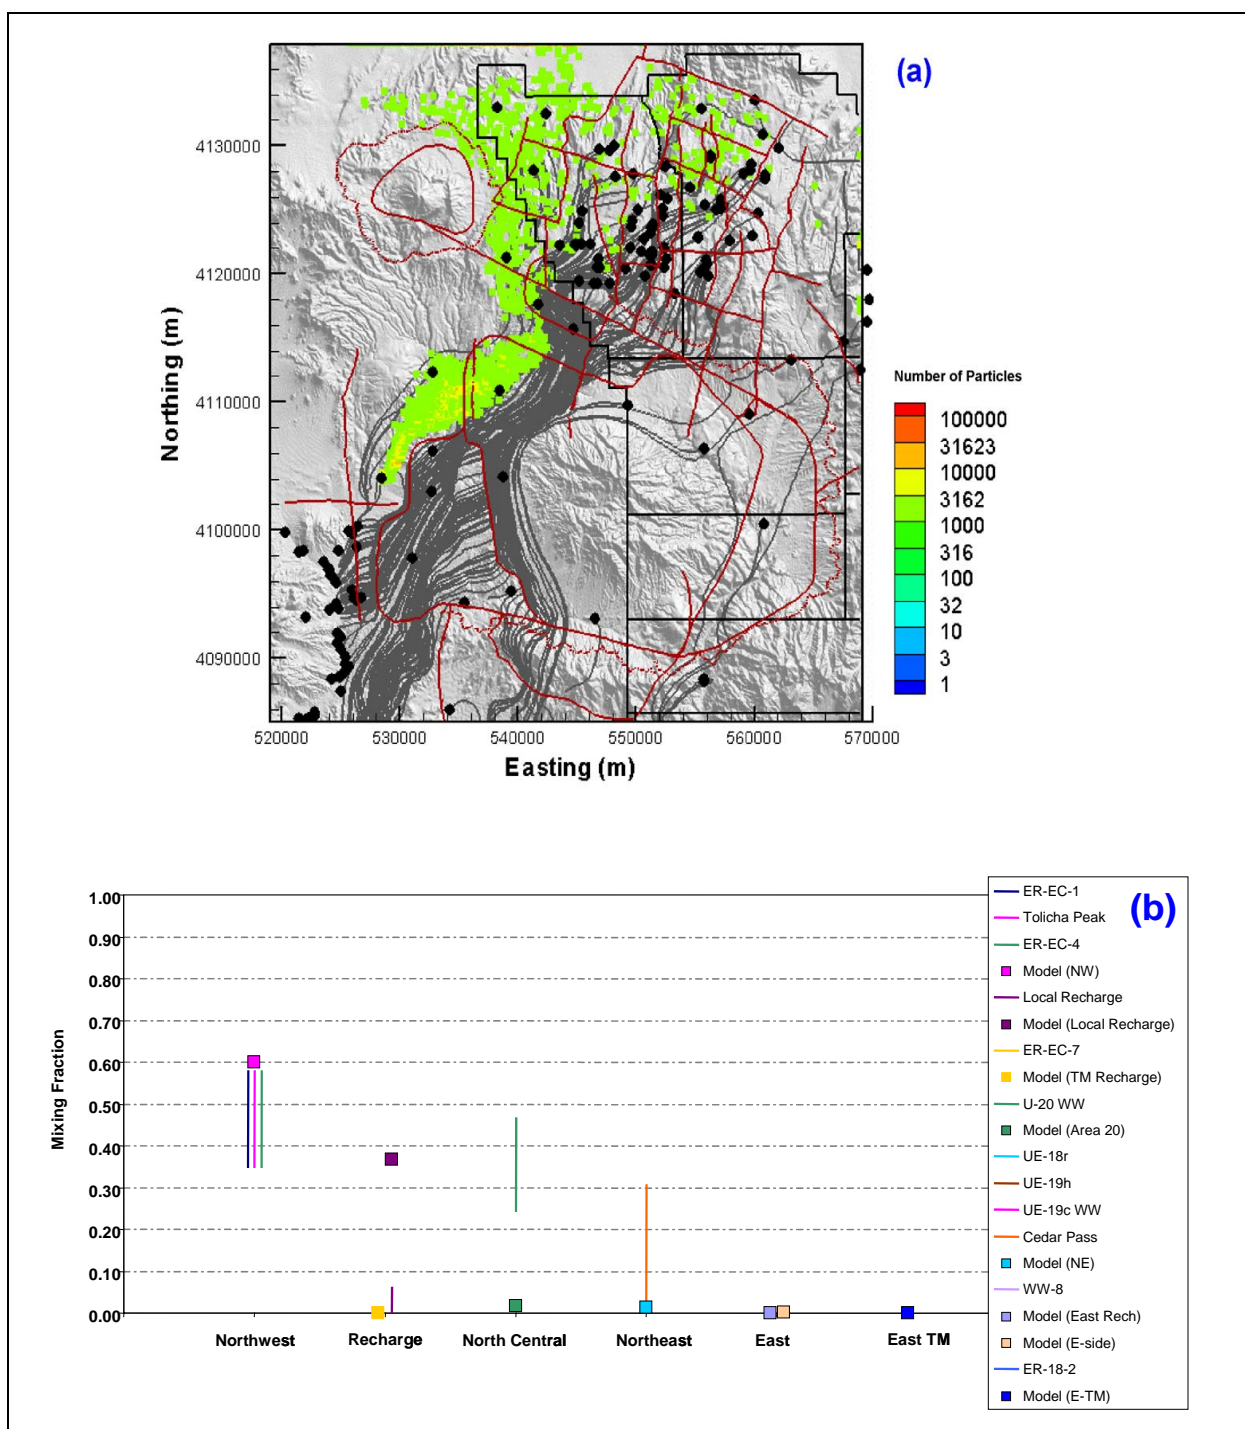 (a)
4130000
4120000
4110000
4100000
4090000
Northing (m)
520000 530000 540000 550000 560000 570000
Easting (m)
Number of Particles
100000
31623
10000
3162
1000
316
100
32
10
3
1
(b)
1.00
0.90
0.80
0.70
0.60
0.50
0.40
0.30
0.20
0.10
0.00
Mixing Fraction
Northwest Recharge North Central Northeast East East TM
ER-EC-1
Tolicha Peak
ER-EC-4
Model (NW)
Local Recharge
Model (Local Recharge)
ER-EC-7
Model (TM Recharge)
U-20 WW
Model (Area 20)
UE-18r
UE-19h
UE-19c WW
Cedar Pass
Model (NE)
WW-8
Model (East Rech)
Model (E-side)
ER-18-2
Model (E-TM)